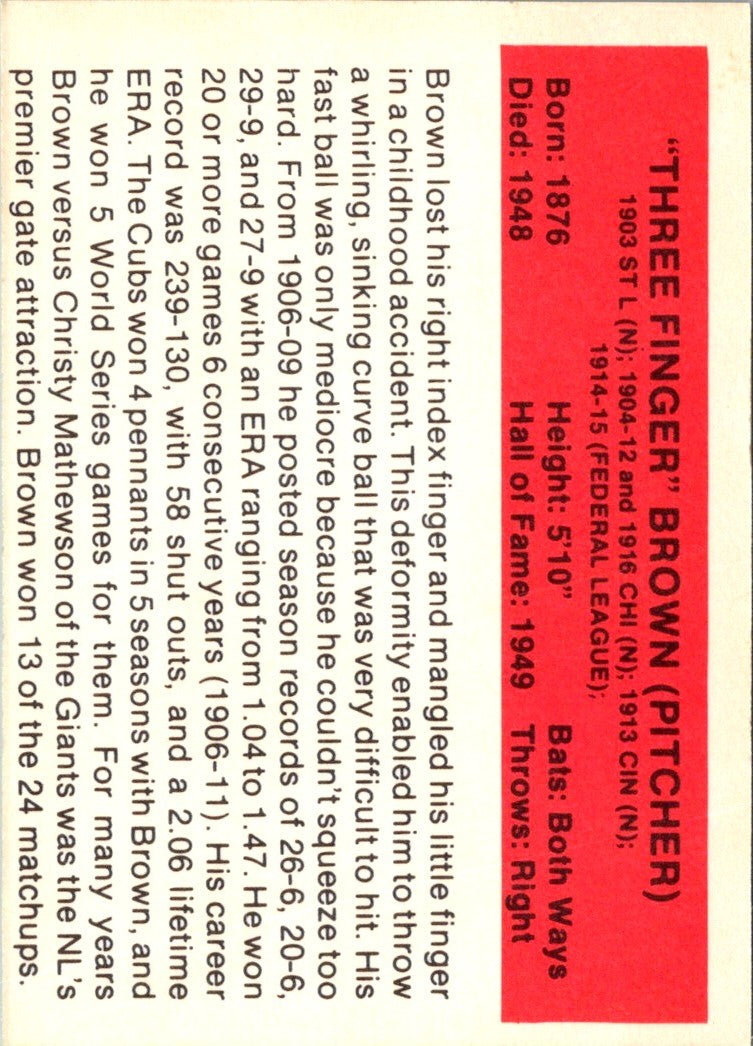 "THREE FINGER" BROWN (PITCHER)
1903 ST L (N); 1904-12 and 1916 CHI (N); 1913 CIN (N);
1914-15 (FEDERAL LEAGUE);
Born: 1876 Height: 5'10" Bats: Both Ways
Died: 1948 Hall of Fame: 1949 Throws: Right
Brown lost his right index finger and mangled his little finger
in a childhood accident. This deformity enabled him to throw
a whirling, sinking curve ball that was very difficult to hit. His
fast ball was only mediocre because he couldn't squeeze too
hard. From 1906-09 he posted season records of 26-6, 20-6,
29-9, and 27-9 with an ERA ranging from 1.04 to 1.47. He won
20 or more games 6 consecutive years (1906-11). His career
record was 239-130, with 58 shut outs, and a 2.06 lifetime
ERA. The Cubs won 4 pennants in 5 seasons with Brown, and
he won 5 World Series games for them. For many years
Brown versus Christy Mathewson of the Giants was the NL's
premier gate attraction. Brown won 13 of the 24 matchups.